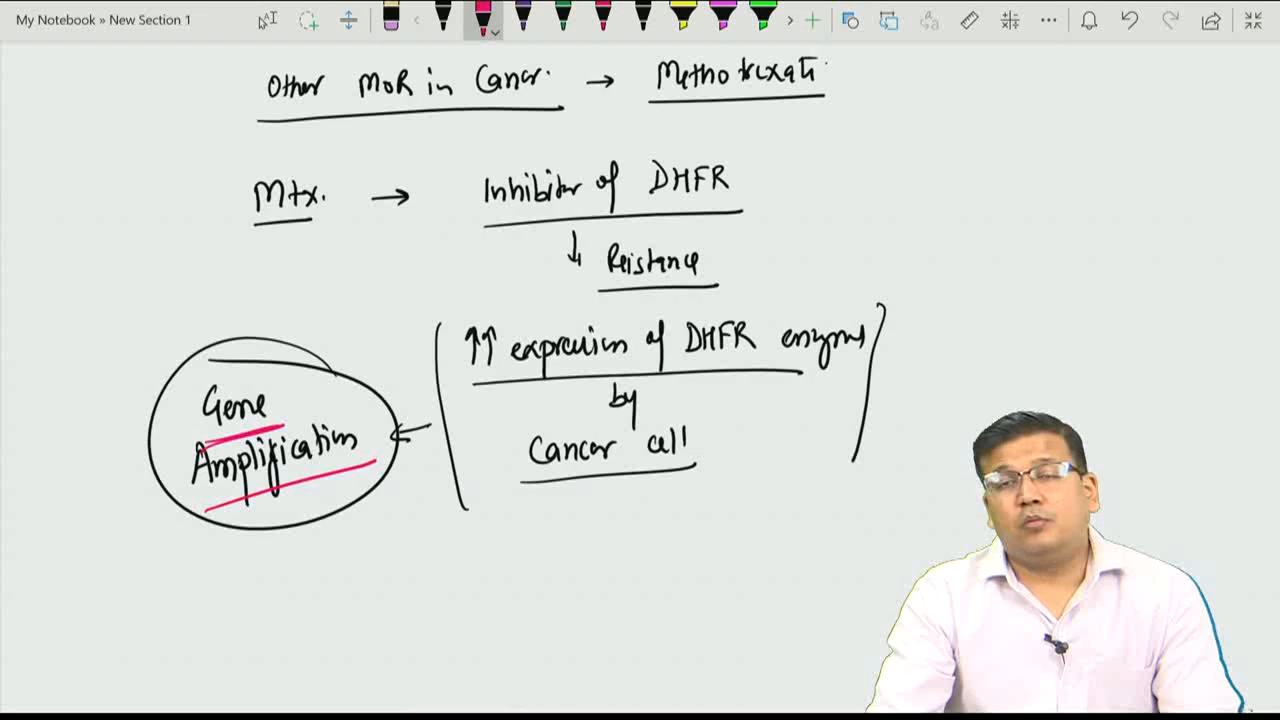 My Notebook » New Section 1
Other MOR in Cancer. → Methotrexate
Mtx. → Inhibitor of DHFR
↓ Reistance
↑↑ expression of DHFR enzyme
by
Cancer cell
Gene
Amplification